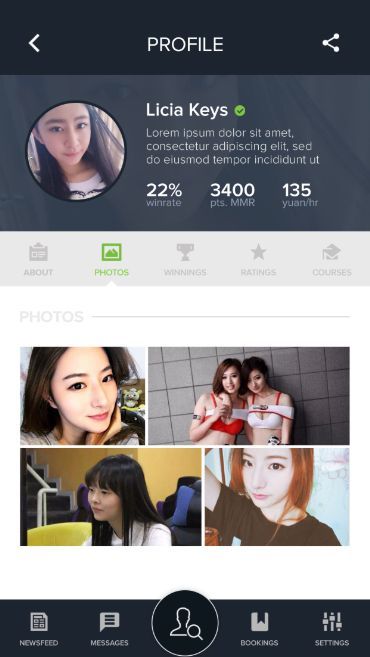 PROFILE
Licia Keys
Lorem ipsum dolor sit amet,
consectetur adipiscing elit, sed
do eiusmod tempor incididunt ut
22% 3400 135
winrate pts. MMR yuan/hr
ABOUT PHOTOS WINNINGS RATINGS COURSES
PHOTOS
NEWSFEED MESSAGES BOOKINGS SETTINGS